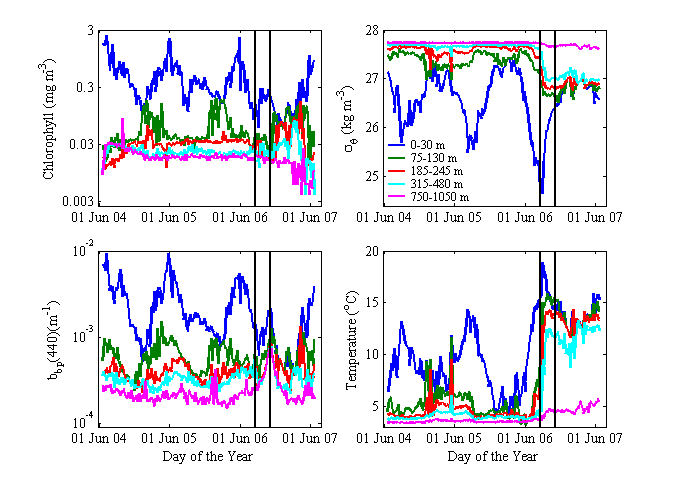 3
0.3
0.03
0.003
Chlorophyll (mg m-3)
01 Jun 04 01 Jun 05 01 Jun 06 01 Jun 07
28
27
26
25
σθ (kg m-3)
0-30 m
75-130 m
185-245 m
315-480 m
750-1050 m
01 Jun 04 01 Jun 05 01 Jun 06 01 Jun 07
10-2
10-3
10-4
bbp(440)(m-1)
01 Jun 04 01 Jun 05 01 Jun 06 01 Jun 07
Day of the Year
20
15
10
5
Temperature (°C)
01 Jun 04 01 Jun 05 01 Jun 06 01 Jun 07
Day of the Year